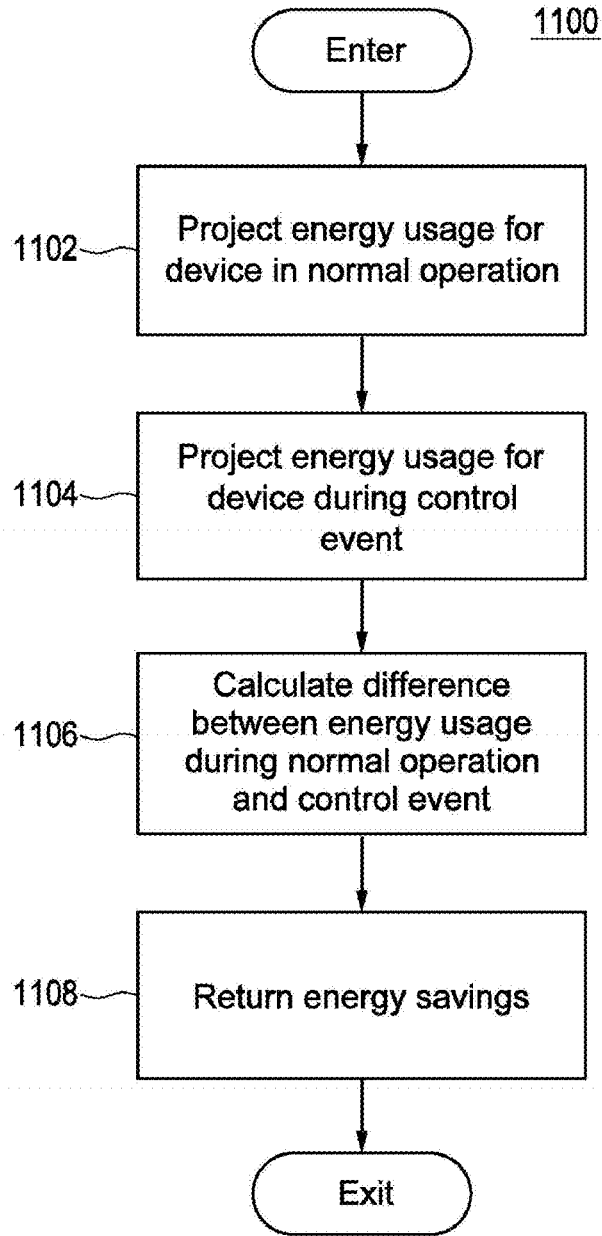 1100
Enter
1102
Project energy usage for
device in normal operation
1104
Project energy usage for
device during control
event
1106
Calculate difference
between energy usage
during normal operation
and control event
1108
Return energy savings
Exit